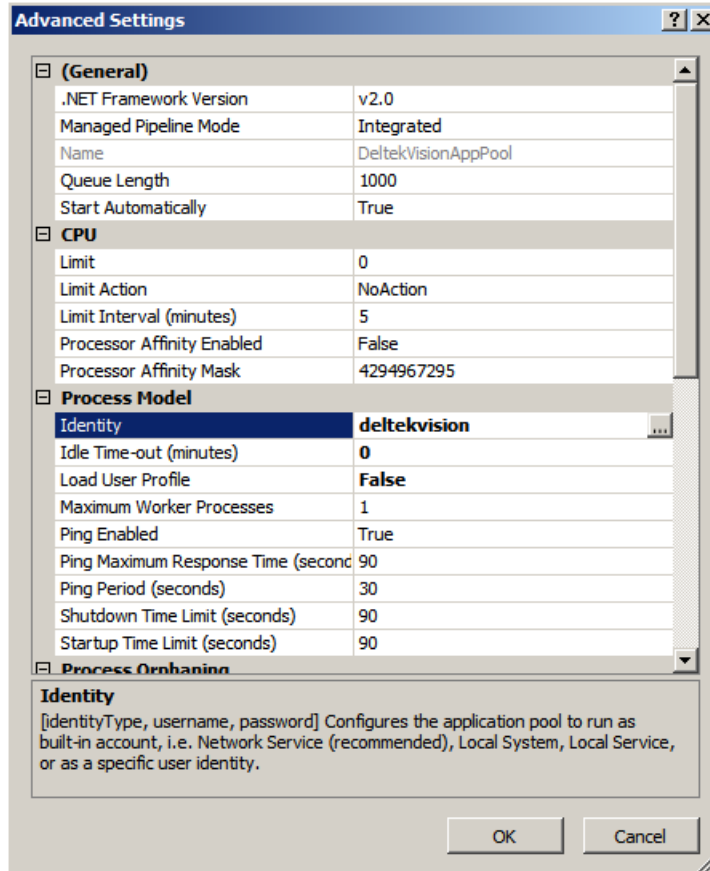 Advanced Settings
(General)
.NET Framework Version v2.0
Managed Pipeline Mode Integrated
Name DeltekVisionAppPool
Queue Length 1000
Start Automatically True
CPU
Limit 0
Limit Action NoAction
Limit Interval (minutes) 5
Processor Affinity Enabled False
Processor Affinity Mask 4294967295
Process Model
Identity deltekvision ...
Idle Time-out (minutes) 0
Load User Profile False
Maximum Worker Processes 1
Ping Enabled True
Ping Maximum Response Time (second 90
Ping Period (seconds) 30
Shutdown Time Limit (seconds) 90
Startup Time Limit (seconds) 90
Process Orphaning
Identity
[identityType, username, password] Configures the application pool to run as
built-in account, i.e. Network Service (recommended), Local System, Local Service,
or as a specific user identity.
OK Cancel